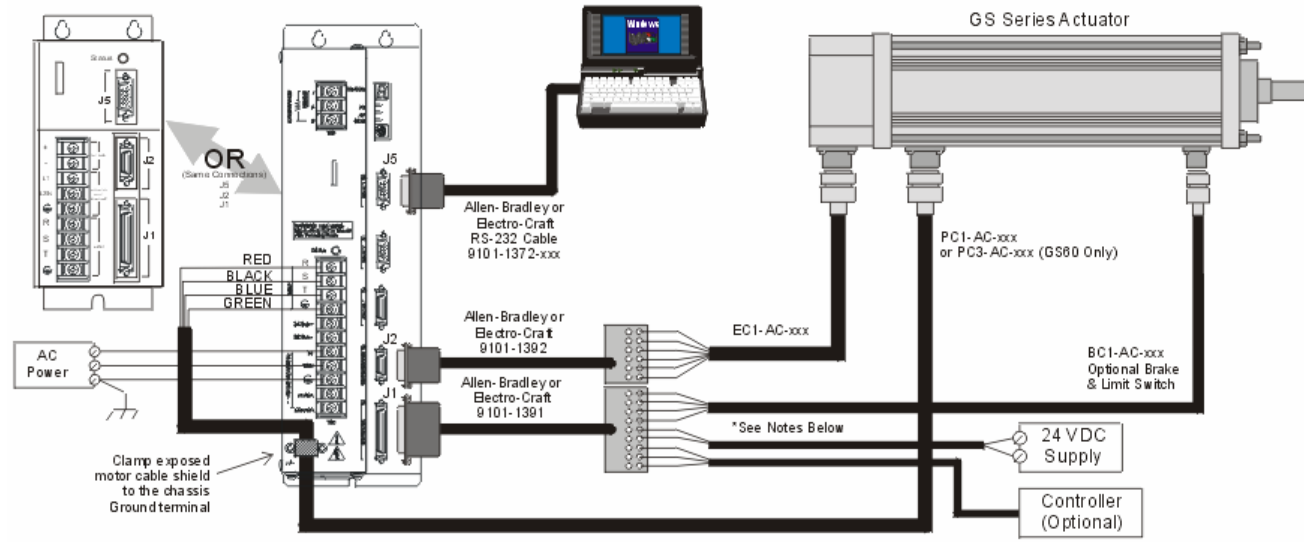 GS Series Actuator
Windows
Status
J5
+
-
L1
R
S
T
J2
J1
OR
(Same Connections)
J5
J2
J1
J5
Allen-Bradley or
Electro-Craft
RS-232 Cable
9101-1372-xxx
PC1-AC-xxx
or PC3-AC-xxx (GS60 Only)
RED
BLACK
BLUE
GREEN
R
S
T
Allen-Bradley or
Electro-Craft
9101-1392
J2
EC1-AC-xxx
BC1-AC-xxx
Optional Brake
& Limit Switch
AC
Power
Allen-Bradley or
Electro-Craft
9101-1391
J1
*See Notes Below
24 VDC
Supply
Clamp exposed
motor cable shield
to the chassis
Ground terminal
Controller
(Optional)